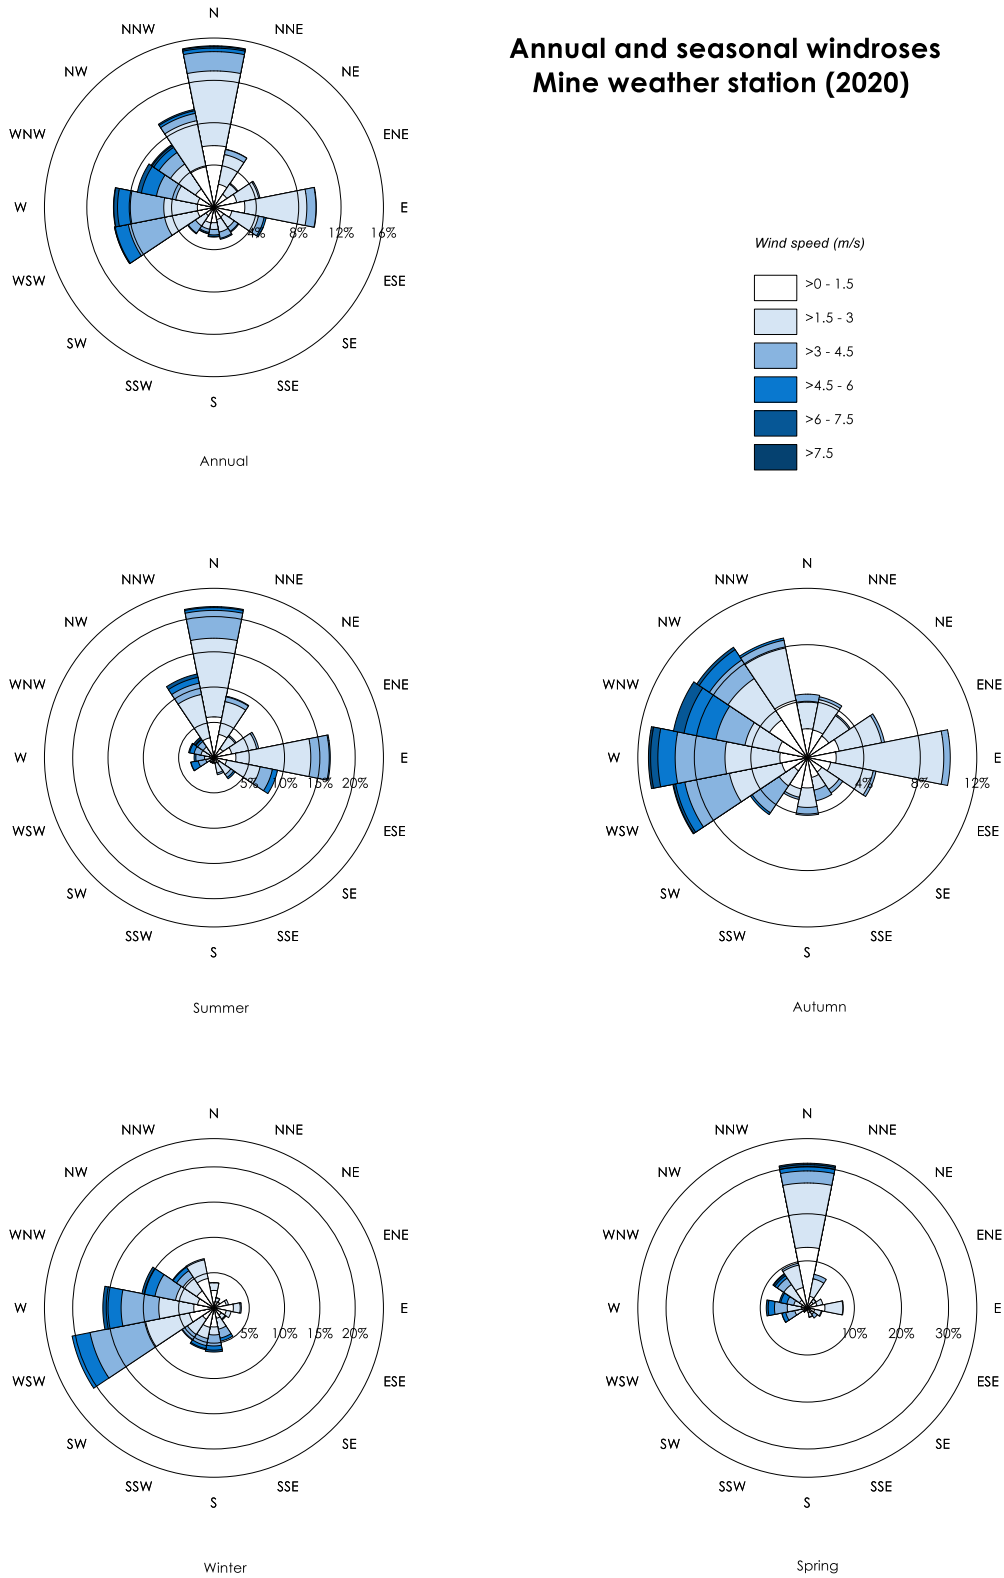 Annual and seasonal windroses
Mine weather station (2020)
N
NNW
NNE
NW
NE
WNW
ENE
W
E
4%
8%
12%
16%
WSW
ESE
SW
SE
SSW
SSE
S
Annual
Wind speed (m/s)
>0 - 1.5
>1.5 - 3
>3 - 4.5
>4.5 - 6
>6 - 7.5
>7.5
N
NNW
NNE
NW
NE
WNW
ENE
W
5%
10%
15%
20%
WSW
SW
SE
SSW
SSE
S
Summer
N
NNW
NNE
NW
NE
WNW
ENE
W
E
4%
8%
12%
WSW
ESE
SW
SE
SSW
SSE
S
Autumn
N
NNW
NNE
NW
NE
WNW
ENE
W
E
5%
10%
15%
20%
WSW
ESE
SW
SE
SSW
SSE
S
Winter
N
NNW
NNE
NW
NE
WNW
ENE
W
E
10%
20%
30%
WSW
ESE
SW
SE
SSW
SSE
S
Spring